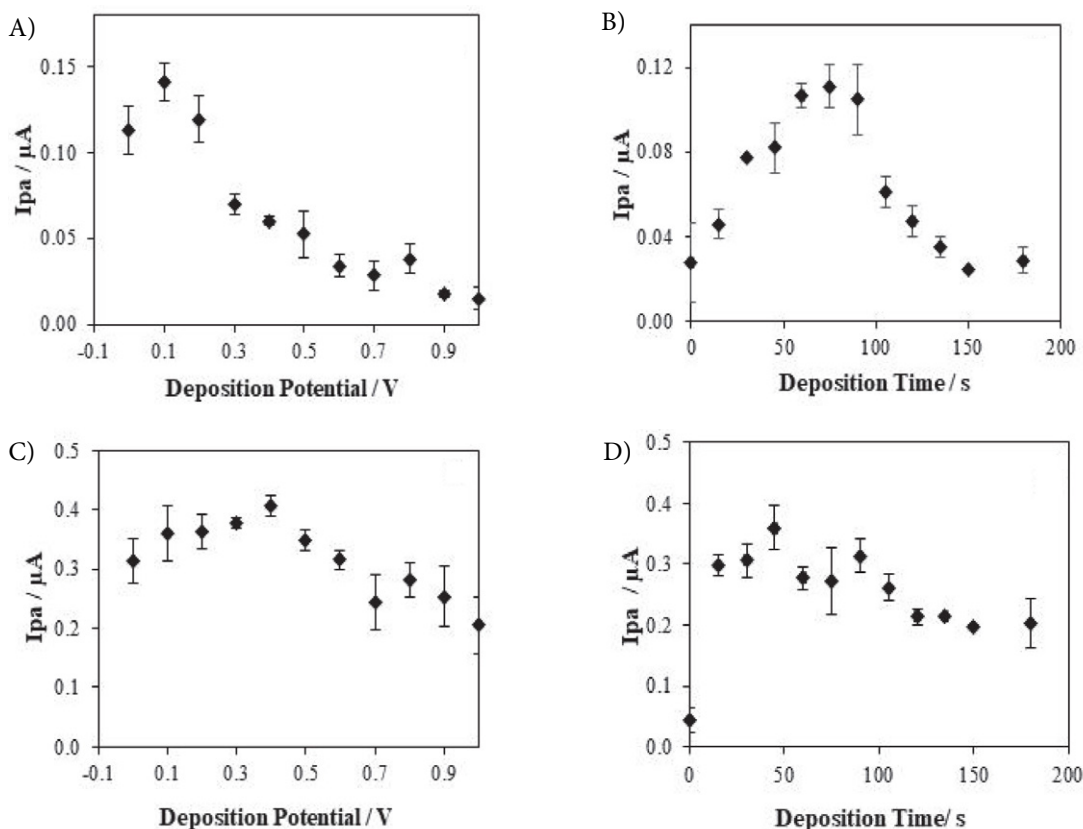 A)
0.15
0.10
0.05
0.00
Ipa / µA
-0.1 0.1 0.3 0.5 0.7 0.9
Deposition Potential / V
B)
0.12
0.08
0.04
0.00
Ipa / µA
0 50 100 150 200
Deposition Time / s
C)
0.5
0.4
0.3
0.2
0.1
0.0
Ipa / µA
-0.1 0.1 0.3 0.5 0.7 0.9
Deposition Potential / V
D)
0.5
0.4
0.3
0.2
0.1
0.0
Ipa / µA
0 50 100 150 200
Deposition Time/ s